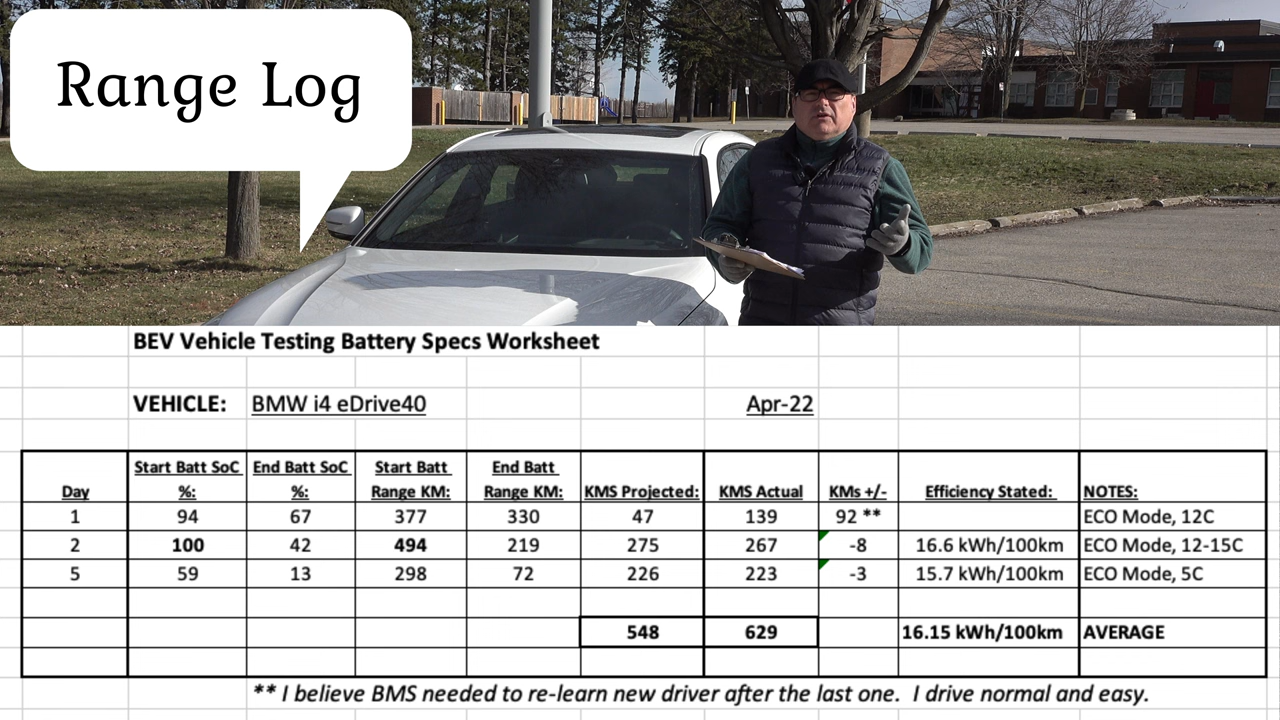 Range Log
BEV Vehicle Testing Battery Specs Worksheet
VEHICLE: BMW i4 eDrive40 Apr-22
Day Start Batt SoC %: End Batt SoC %: Start Batt Range KM: End Batt Range KM: KMS Projected: KMS Actual KMs +/- Efficiency Stated: NOTES:
1 94 67 377 330 47 139 92 ** ECO Mode, 12C
2 100 42 494 219 275 267 -8 16.6 kWh/100km ECO Mode, 12-15C
5 59 13 298 72 226 223 -3 15.7 kWh/100km ECO Mode, 5C
548 629 16.15 kWh/100km AVERAGE
** I believe BMS needed to re-learn new driver after the last one. I drive normal and easy.